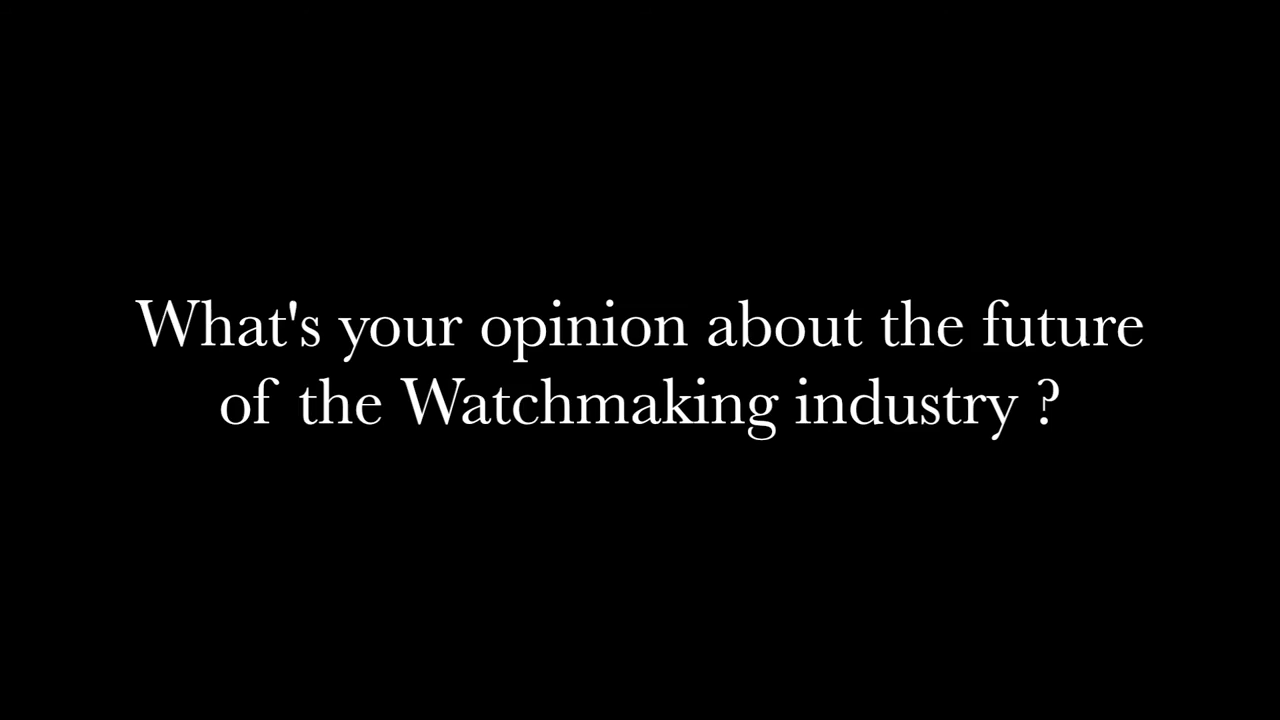 What's your opinion about the future
of the Watchmaking industry ?